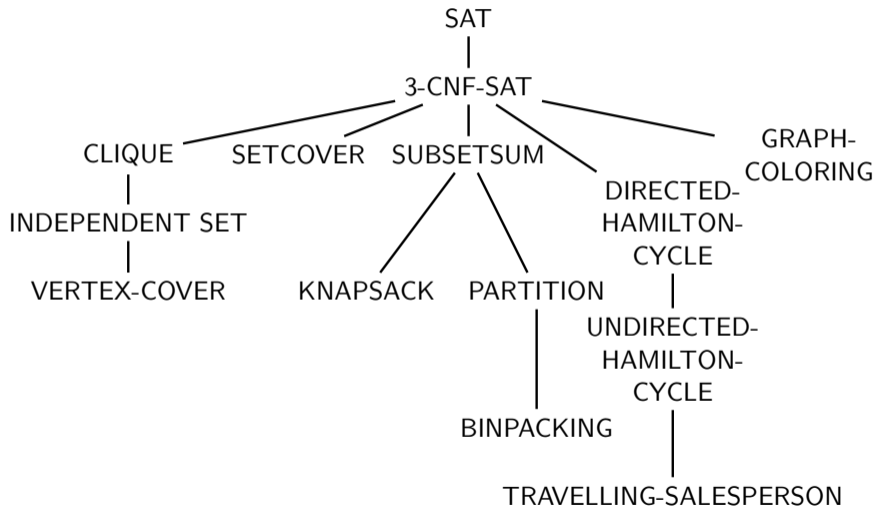 SAT
3-CNF-SAT
CLIQUE
SETCOVER
SUBSETSUM
GRAPH-
COLORING
DIRECTED-
HAMILTON-
CYCLE
INDEPENDENT SET
VERTEX-COVER
KNAPSACK
PARTITION
UNDIRECTED-
HAMILTON-
CYCLE
BINPACKING
TRAVELLING-SALESPERSON